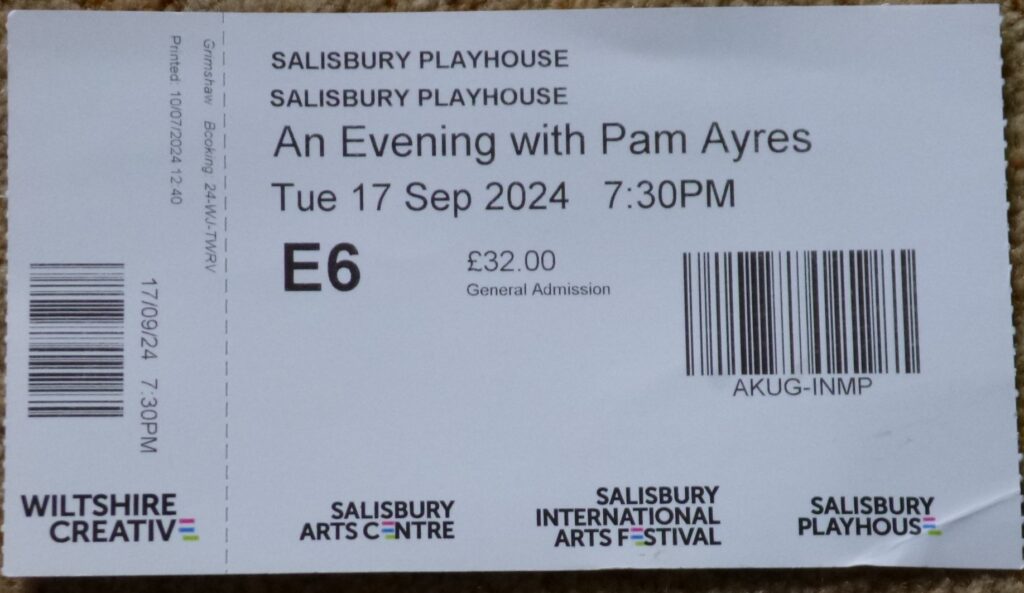 Grimshaw Booking 24-WJ-TWRV
Printed: 10/07/2024 12:40
17/09/24 7:30PM
WILTSHIRE
CREATIVE
SALISBURY PLAYHOUSE
SALISBURY PLAYHOUSE
An Evening with Pam Ayres
Tue 17 Sep 2024 7:30PM
E6
£32.00
General Admission
AKUG-INMP
SALISBURY
ARTS CENTRE
SALISBURY
INTERNATIONAL
ARTS FESTIVAL
SALISBURY
PLAYHOUSE